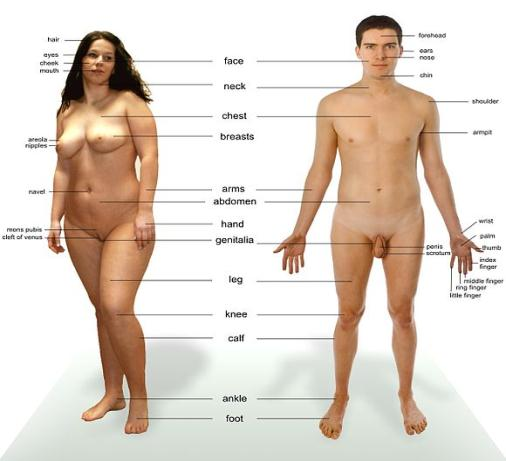 hair
eyes
cheek
mouth
areola
nipples
navel
mons pubis
cleft of venus
face
neck
chest
breasts
arms
abdomen
hand
genitalia
leg
knee
calf
ankle
foot
forehead
ears
nose
chin
shoulder
armpit
penis
scrotum
wrist
palm
thumb
index
finger
middle finger
ring finger
little finger